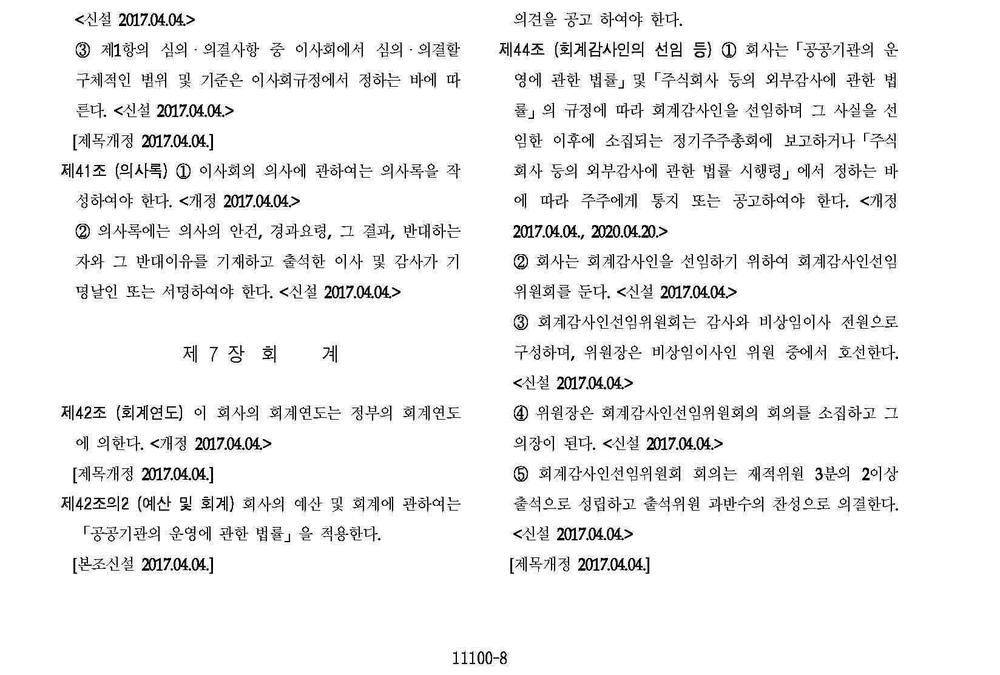 <신설 2017.04.04.>
③ 제1항의 심의·의결사항 중 이사회에서 심의·의결할
구체적인 범위 및 기준은 이사회규정에서 정하는 바에 따
른다. <신설 2017.04.04.>
[제목개정 2017.04.04.]
제41조 (의사록) ① 이사회의 의사에 관하여는 의사록을 작
성하여야 한다. <개정 2017.04.04.>
② 의사록에는 의사의 안건, 경과요령, 그 결과, 반대하는
자와 그 반대이유를 기재하고 출석한 이사 및 감사가 기
명날인 또는 서명하여야 한다. <신설 2017.04.04.>
제 7 장 회 계
제42조 (회계연도) 이 회사의 회계연도는 정부의 회계연도
에 의한다. <개정 2017.04.04.>
[제목개정 2017.04.04.]
제42조의2 (예산 및 회계) 회사의 예산 및 회계에 관하여는
「공공기관의 운영에 관한 법률」을 적용한다.
[본조신설 2017.04.04.]
의견을 공고 하여야 한다.
제44조 (회계감사인의 선임 등) ① 회사는「공공기관의 운
영에 관한 법률」및「주식회사 등의 외부감사에 관한 법
률」의 규정에 따라 회계감사인을 선임하며 그 사실을 선
임한 이후에 소집되는 정기주주총회에 보고하거나「주식
회사 등의 외부감사에 관한 법률 시행령」에서 정하는 바
에 따라 주주에게 통지 또는 공고하여야 한다. <개정
2017.04.04., 2020.04.20.>
② 회사는 회계감사인을 선임하기 위하여 회계감사인선임
위원회를 둔다. <신설 2017.04.04.>
③ 회계감사인선임위원회는 감사와 비상임이사 전원으로
구성하며, 위원장은 비상임이사인 위원 중에서 호선한다.
<신설 2017.04.04.>
④ 위원장은 회계감사인선임위원회의 회의를 소집하고 그
의장이 된다. <신설 2017.04.04.>
⑤ 회계감사인선임위원회 회의는 재적위원 3분의 2이상
출석으로 성립하고 출석위원 과반수의 찬성으로 의결한다.
<신설 2017.04.04.>
[제목개정 2017.04.04.]
11100-8